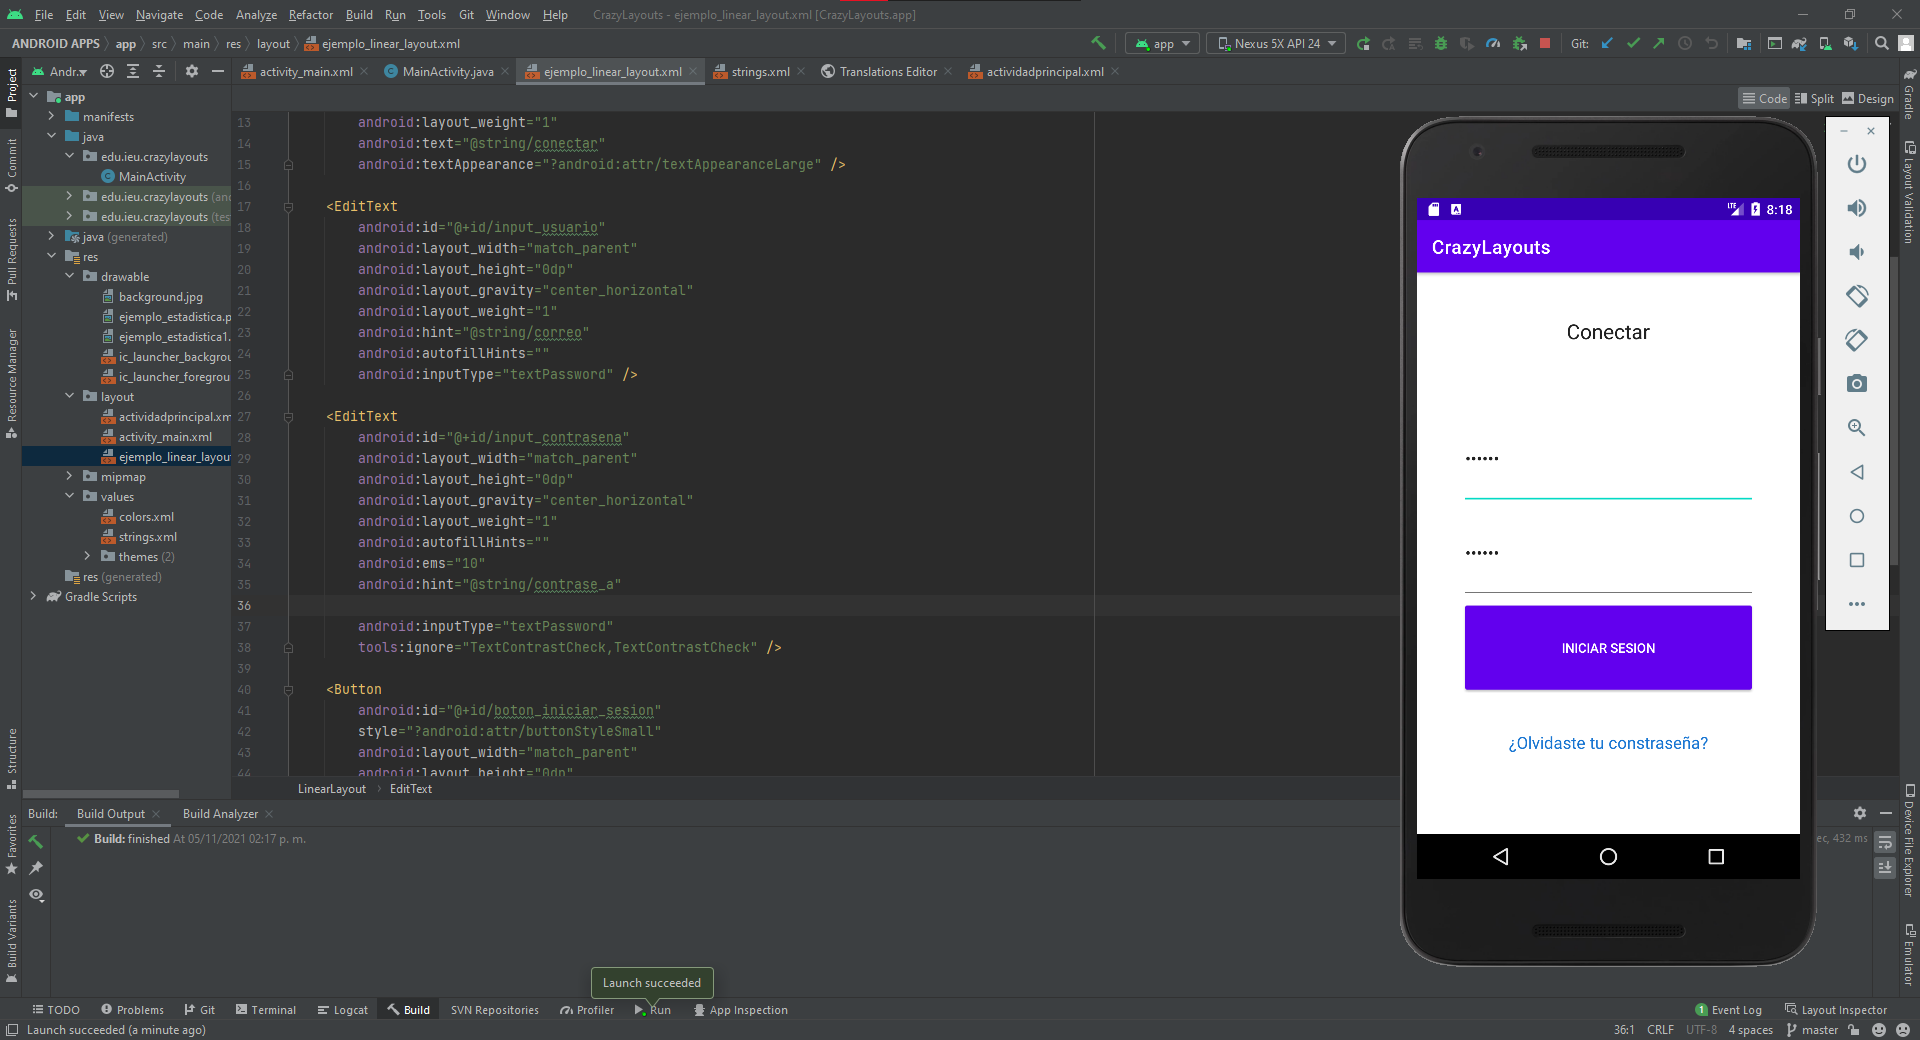 File Edit View Navigate Code Analyze Refactor Build Run Tools Git Window Help CrazyLayouts - ejemplo_linear_layout.xml [CrazyLayouts.app]
ANDROID APPS app src main res layout ejemplo_linear_layout.xml app Nexus 5X API 24 Git:
Project Andr... activity_main.xml MainActivity.java ejemplo_linear_layout.xml strings.xml Translations Editor actividadprincipal.xml
Code Split Design
app
manifests
java
edu.ieu.crazylayouts
MainActivity
edu.ieu.crazylayouts (an
edu.ieu.crazylayouts (tes
java (generated)
res
drawable
background.jpg
ejemplo_estadistica.p
ejemplo_estadistica1.
ic_launcher_backgrou
ic_launcher_foregrou
layout
actividadprincipal.xm
activity_main.xml
ejemplo_linear_layou
mipmap
values
colors.xml
strings.xml
themes (2)
res (generated)
Gradle Scripts
Commit
Pull Requests
Resource Manager
Structure
Favorites
Build Variants
13 android:layout_weight="1"
14 android:text="@string/conectar"
15 android:textAppearance="?android:attr/textAppearanceLarge" />
16
17 <EditText
18 android:id="@+id/input_usuario"
19 android:layout_width="match_parent"
20 android:layout_height="0dp"
21 android:layout_gravity="center_horizontal"
22 android:layout_weight="1"
23 android:hint="@string/correo"
24 android:autofillHints=""
25 android:inputType="textPassword" />
26
27 <EditText
28 android:id="@+id/input_contrasena"
29 android:layout_width="match_parent"
30 android:layout_height="0dp"
31 android:layout_gravity="center_horizontal"
32 android:layout_weight="1"
33 android:autofillHints=""
34 android:ems="10"
35 android:hint="@string/contrase_a"
36
37 android:inputType="textPassword"
38 tools:ignore="TextContrastCheck,TextContrastCheck" />
39
40 <Button
41 android:id="@+id/boton_iniciar_sesion"
42 style="?android:attr/buttonStyleSmall"
43 android:layout_width="match_parent"
44 android:layout_height="0dp"
LinearLayout EditText
LTE 8:18
CrazyLayouts
Conectar
••••••
••••••
INICIAR SESION
¿Olvidaste tu constraseña?
Gradle
Layout Validation
Device File Explorer
Emulator
Build: Build Output Build Analyzer
Build: finished At 05/11/2021 02:17 p. m. ec, 432 ms
Launch succeeded
TODO Problems Git Terminal Logcat Build SVN Repositories Profiler Run App Inspection 1 Event Log Layout Inspector
Launch succeeded (a minute ago) 36:1 CRLF UTF-8 4 spaces master